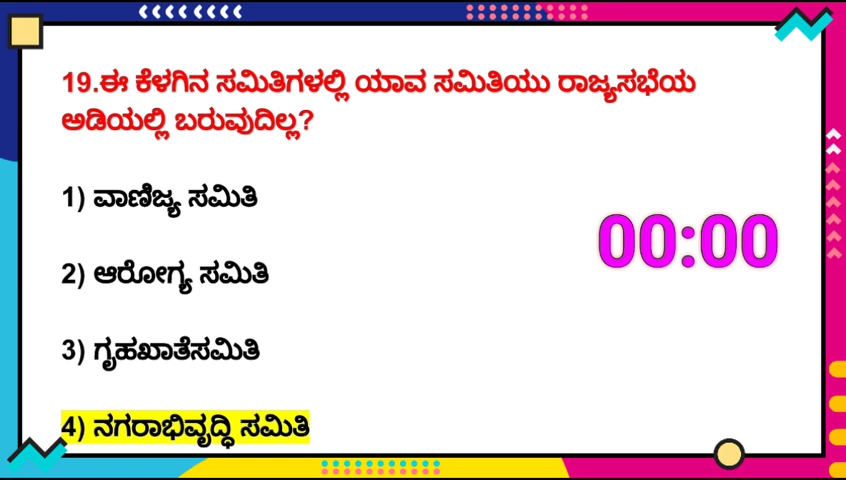 19.ಈ ಕೆಳಗಿನ ಸಮಿತಿಗಳಲ್ಲಿ ಯಾವ ಸಮಿತಿಯು ರಾಜ್ಯಸಭೆಯ
ಅಡಿಯಲ್ಲಿ ಬರುವುದಿಲ್ಲ?
1) ವಾಣಿಜ್ಯ ಸಮಿತಿ
00:00
2) ಆರೋಗ್ಯ ಸಮಿತಿ
3) ಗೃಹಖಾತೆಸಮಿತಿ
4) ನಗರಾಭಿವೃದ್ಧಿ ಸಮಿತಿ